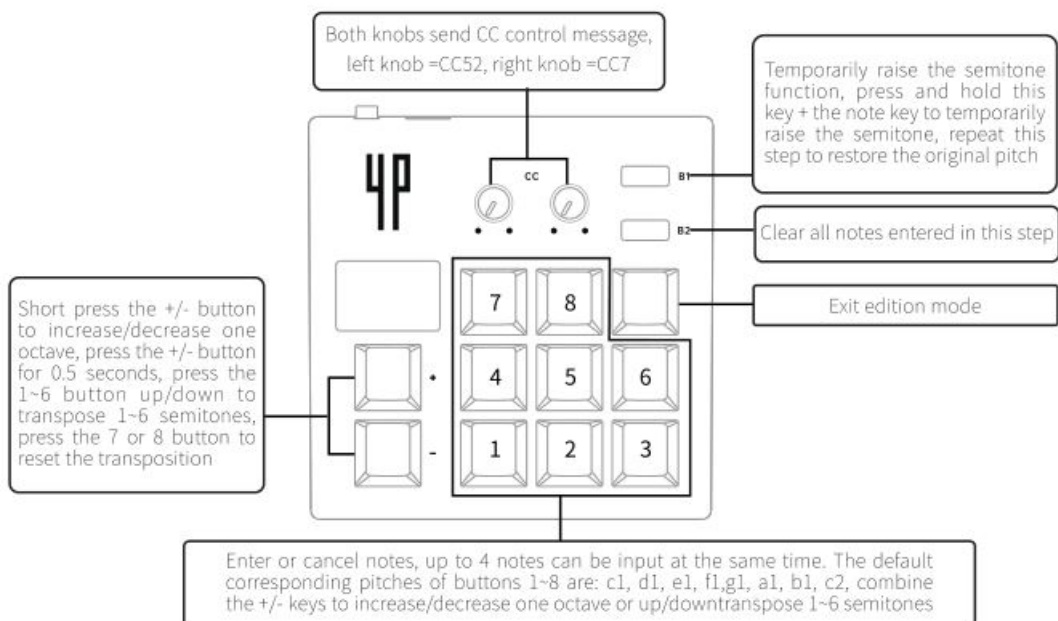 Both knobs send CC control message,
left knob =CC52, right knob =CC7
Temporarily raise the semitone
function, press and hold this
key + the note key to temporarily
raise the semitone, repeat this
step to restore the original pitch
CC
B1
B2
Clear all notes entered in this step
Exit edition mode
Short press the +/- button
to increase/decrease one
octave, press the +/- button
for 0.5 seconds, press the
1~6 button up/down to
transpose 1~6 semitones,
press the 7 or 8 button to
reset the transposition
7 8
+ 4 5 6
- 1 2 3
Enter or cancel notes, up to 4 notes can be input at the same time. The default
corresponding pitches of buttons 1~8 are: c1, d1, e1, f1,g1, a1, b1, c2, combine
the +/- keys to increase/decrease one octave or up/downtranspose 1~6 semitones